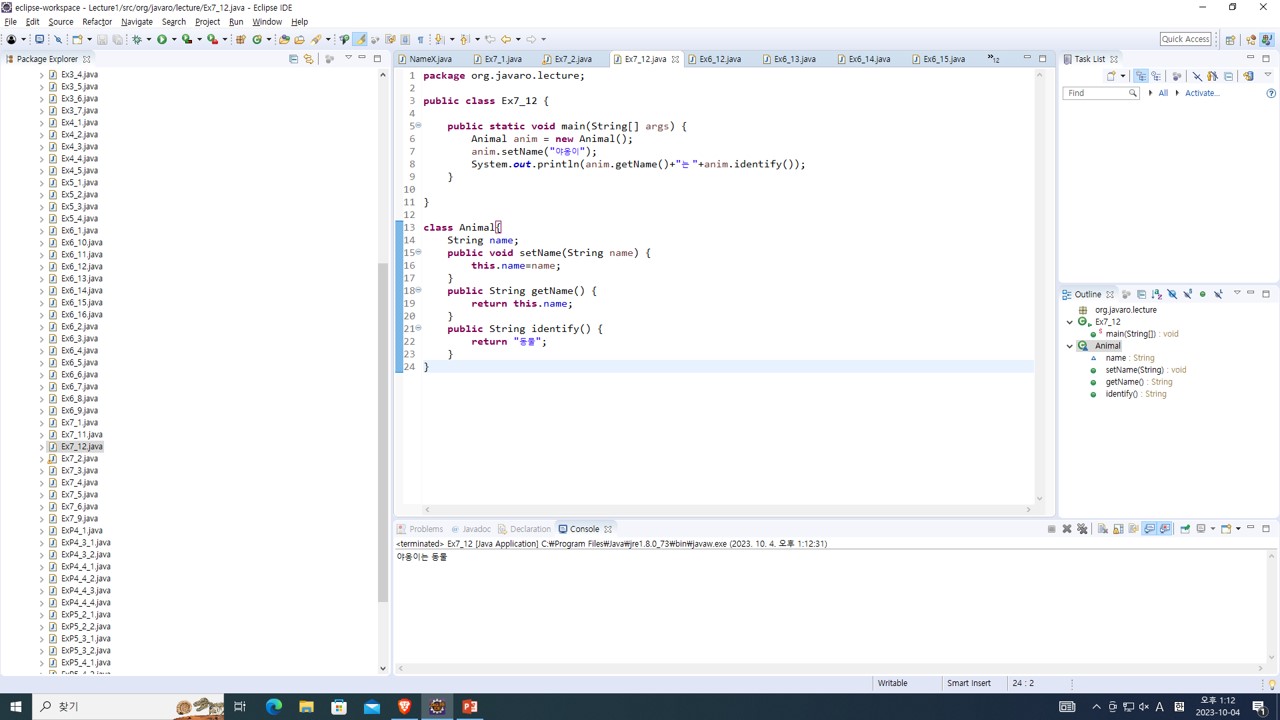 eclipse-workspace - Lecture1/src/org/javaro/lecture/Ex7_12.java - Eclipse IDE
File Edit Source Refactor Navigate Search Project Run Window Help
Quick Access
Package Explorer
Ex3_4.java
Ex3_5.java
Ex3_6.java
Ex3_7.java
Ex4_1.java
Ex4_2.java
Ex4_3.java
Ex4_4.java
Ex4_5.java
Ex5_1.java
Ex5_2.java
Ex5_3.java
Ex5_4.java
Ex6_1.java
Ex6_10.java
Ex6_11.java
Ex6_12.java
Ex6_13.java
Ex6_14.java
Ex6_15.java
Ex6_16.java
Ex6_2.java
Ex6_3.java
Ex6_4.java
Ex6_5.java
Ex6_6.java
Ex6_7.java
Ex6_8.java
Ex6_9.java
Ex7_1.java
Ex7_11.java
Ex7_12.java
Ex7_2.java
Ex7_3.java
Ex7_4.java
Ex7_5.java
Ex7_6.java
Ex7_9.java
ExP4_1.java
ExP4_3_1.java
ExP4_3_2.java
ExP4_4_1.java
ExP4_4_2.java
ExP4_4_3.java
ExP4_4_4.java
ExP5_2_1.java
ExP5_2_2.java
ExP5_3_1.java
ExP5_3_2.java
ExP5_4_1.java
NameX.java Ex7_1.java Ex7_2.java Ex7_12.java Ex6_12.java Ex6_13.java Ex6_14.java Ex6_15.java »12
1 package org.javaro.lecture;
2
3 public class Ex7_12 {
4
5 public static void main(String[] args) {
6 Animal anim = new Animal();
7 anim.setName("야옹이");
8 System.out.println(anim.getName()+"는 "+anim.identify());
9 }
10
11 }
12
13 class Animal{
14 String name;
15 public void setName(String name) {
16 this.name=name;
17 }
18 public String getName() {
19 return this.name;
20 }
21 public String identify() {
22 return "동물";
23 }
24 }
Task List
Find All Activate...
Outline
org.javaro.lecture
Ex7_12
main(String[]) : void
Animal
name : String
setName(String) : void
getName() : String
identify() : String
Problems Javadoc Declaration Console
<terminated> Ex7_12 [Java Application] C:₩Program Files₩Java₩jre1.8.0_73₩bin₩javaw.exe (2023. 10. 4. 오후 1:12:31)
야옹이는 동물
Writable Smart Insert 24 : 2
찾기
A 漢 오후 1:12
2023-10-04
1